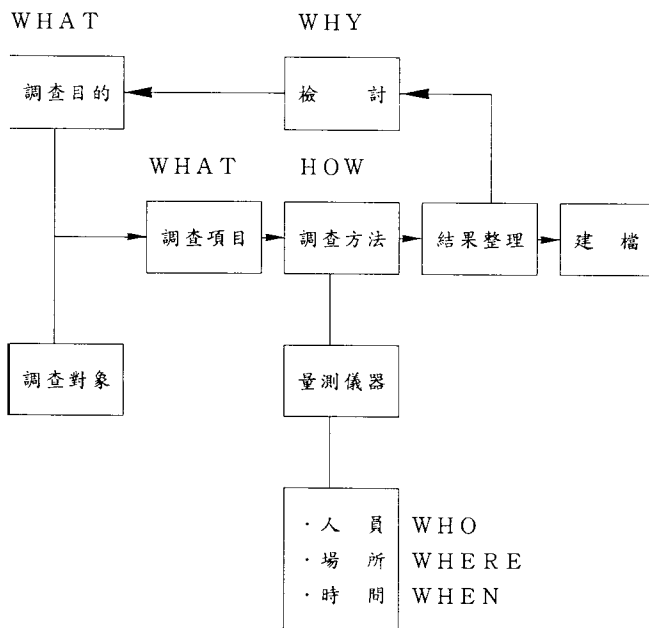 WHAT
WHY
調查目的
檢討
WHAT
HOW
調查項目
調查方法
結果整理
建檔
調查對象
量測儀器
·人員 WHO
·場所 WHERE
·時間 WHEN